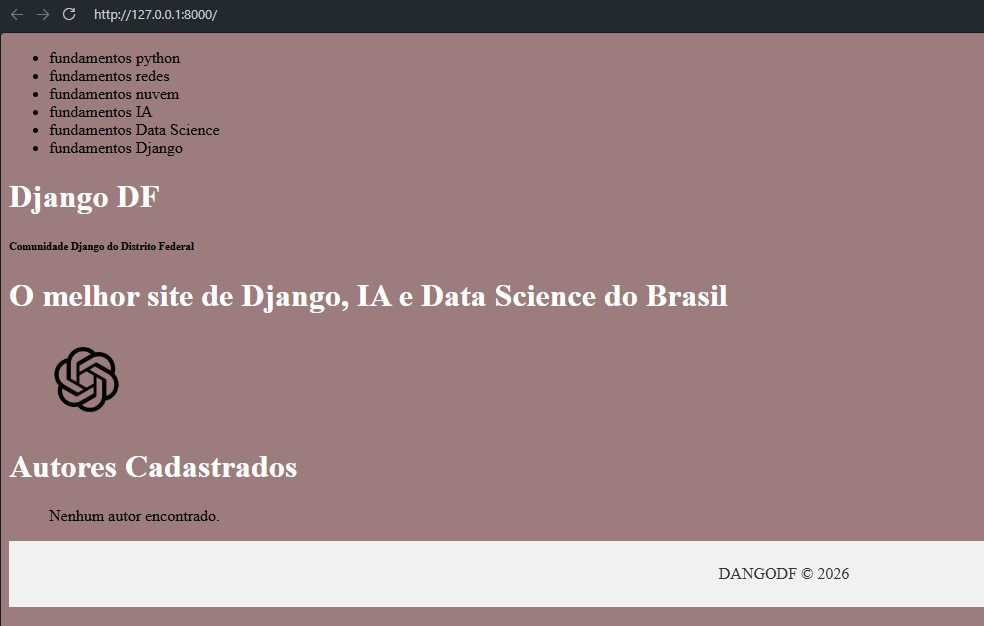 http://127.0.0.1:8000/
fundamentos python
fundamentos redes
fundamentos nuvem
fundamentos IA
fundamentos Data Science
fundamentos Django
Django DF
Comunidade Django do Distrito Federal
O melhor site de Django, IA e Data Science do Brasil
Autores Cadastrados
Nenhum autor encontrado.
DANGODF © 2026